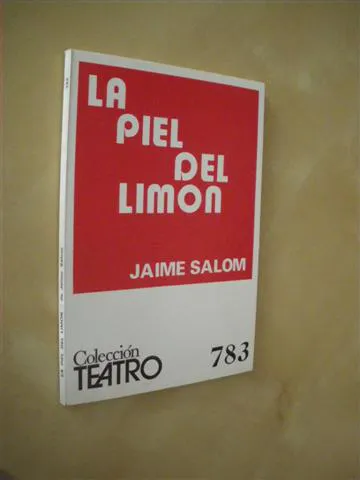 LA
PIEL
DEL
LIMON
JAIME SALOM
Colección
TEATRO
783